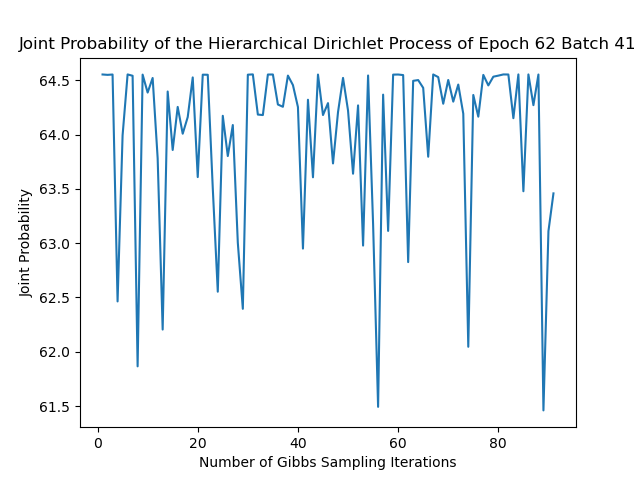 Joint Probability of the Hierarchical Dirichlet Process of Epoch 62 Batch 41
64.5
64.0
63.5
63.0
62.5
62.0
61.5
Joint Probability
0 20 40 60 80
Number of Gibbs Sampling Iterations